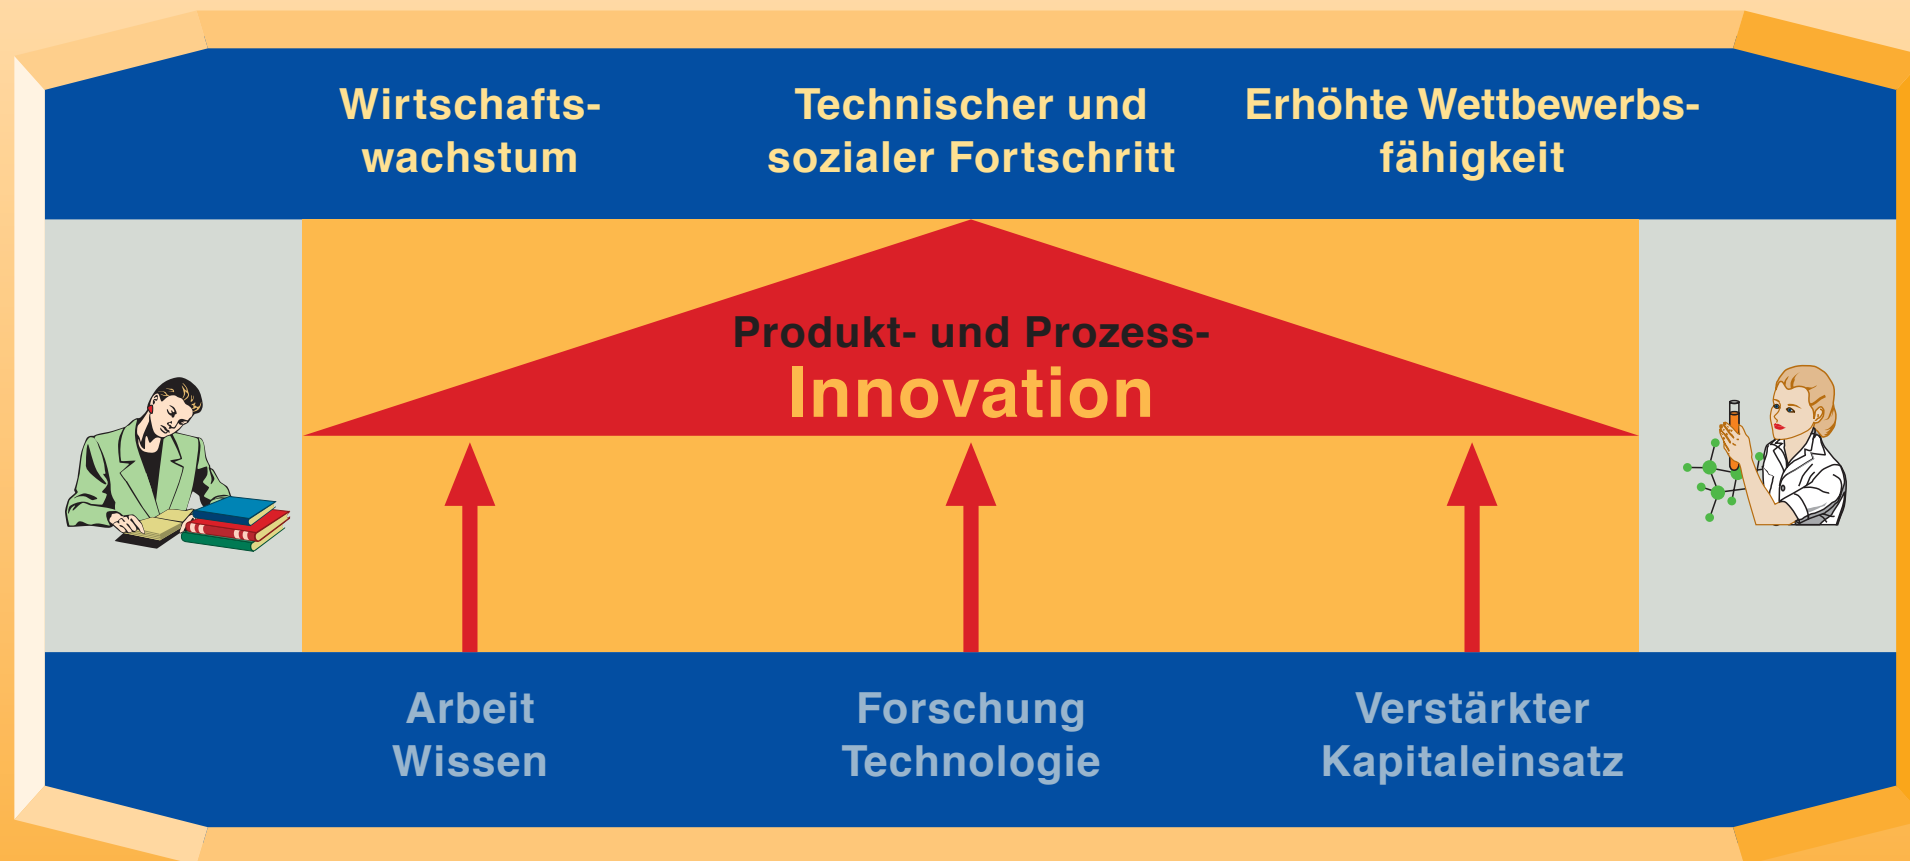 Wirtschafts-
wachstum
Technischer und
sozialer Fortschritt
Erhöhte Wettbewerbs-
fähigkeit
Produkt- und Prozess-
Innovation
Arbeit
Wissen
Forschung
Technologie
Verstärkter
Kapitaleinsatz